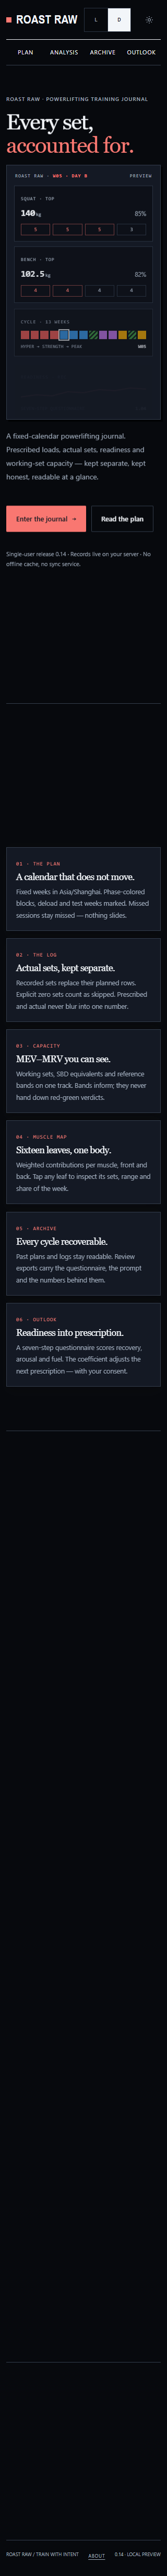 ROAST RAW
L
D
PLAN
ANALYSIS
ARCHIVE
OUTLOOK
ROAST RAW · POWERLIFTING TRAINING JOURNAL
Every set,
accounted for.
ROAST RAW · W05 · DAY B
PREVIEW
SQUAT · TOP
140kg
85%
5
5
5
5
BENCH · TOP
102.5kg
82%
4
4
4
4
CYCLE · 13 WEEKS
HYPER → STRENGTH → PEAK
A fixed-calendar powerlifting journal.
Prescribed loads, actual sets, readiness and
working-set capacity — kept separate, kept
honest, readable at a glance.
Enter the journal →
Read the plan
Single-user release 0.14 · Records live on your server · No
offline cache, no sync service.
01 · THE PLAN
A calendar that does not move.
Fixed weeks in Asia/Shanghai. Phase-colored
blocks, deload and test weeks marked. Missed
sessions stay missed — nothing slides.
02 · THE LOG
Actual sets, kept separate.
Recorded sets replace their planned rows.
Explicit zero sets count as skipped. Prescribed
and actual never blur into one number.
03 · CAPACITY
MEV–MRV you can see.
Working sets, SBD equivalents and reference
bands on one track. Bands inform; they never
hand down red-green verdicts.
04 · MUSCLE MAP
Sixteen leaves, one body.
Weighted contributions per muscle, front and
back. Tap any leaf to inspect its sets, range and
share of the week.
05 · ARCHIVE
Every cycle recoverable.
Past plans and logs stay readable. Review
exports carry the questionnaire, the prompt
and the numbers behind them.
06 · OUTLOOK
Readiness into prescription.
A seven-step questionnaire scores recovery,
arousal and fuel. The coefficient adjusts the
next prescription — with your consent.
ROAST RAW / TRAIN WITH INTENT
ABOUT
0.14 · LOCAL PREVIEW